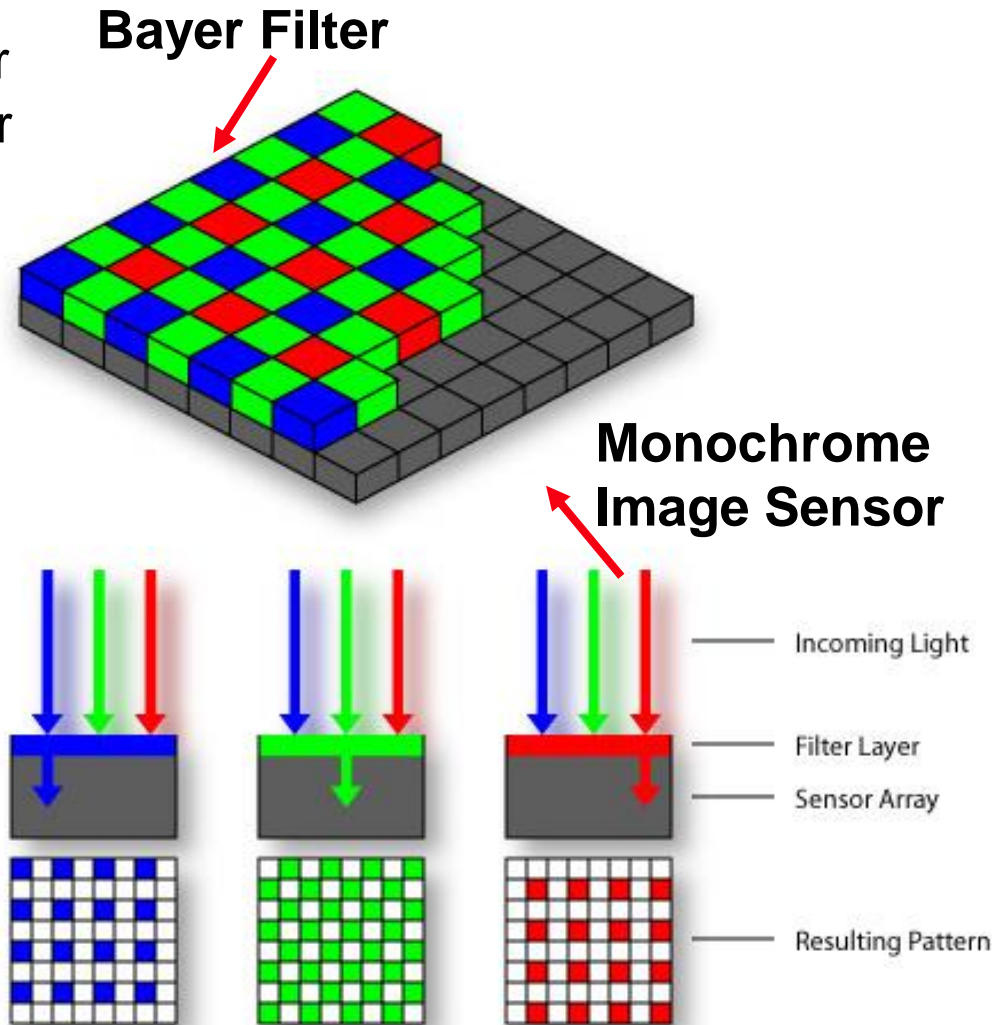 Bayer Filter
r
r
Monochrome
Image Sensor
Incoming Light
Filter Layer
Sensor Array
Resulting Pattern